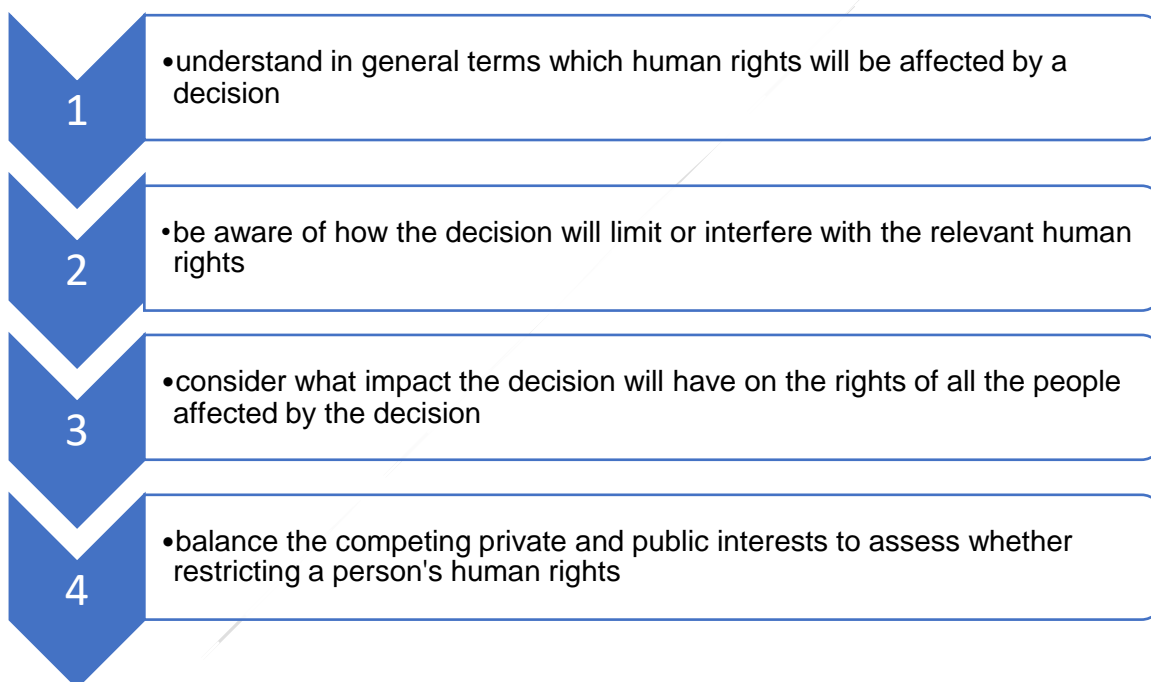 1
•understand in general terms which human rights will be affected by a
decision
2
•be aware of how the decision will limit or interfere with the relevant human
rights
3
•consider what impact the decision will have on the rights of all the people
affected by the decision
4
•balance the competing private and public interests to assess whether
restricting a person's human rights